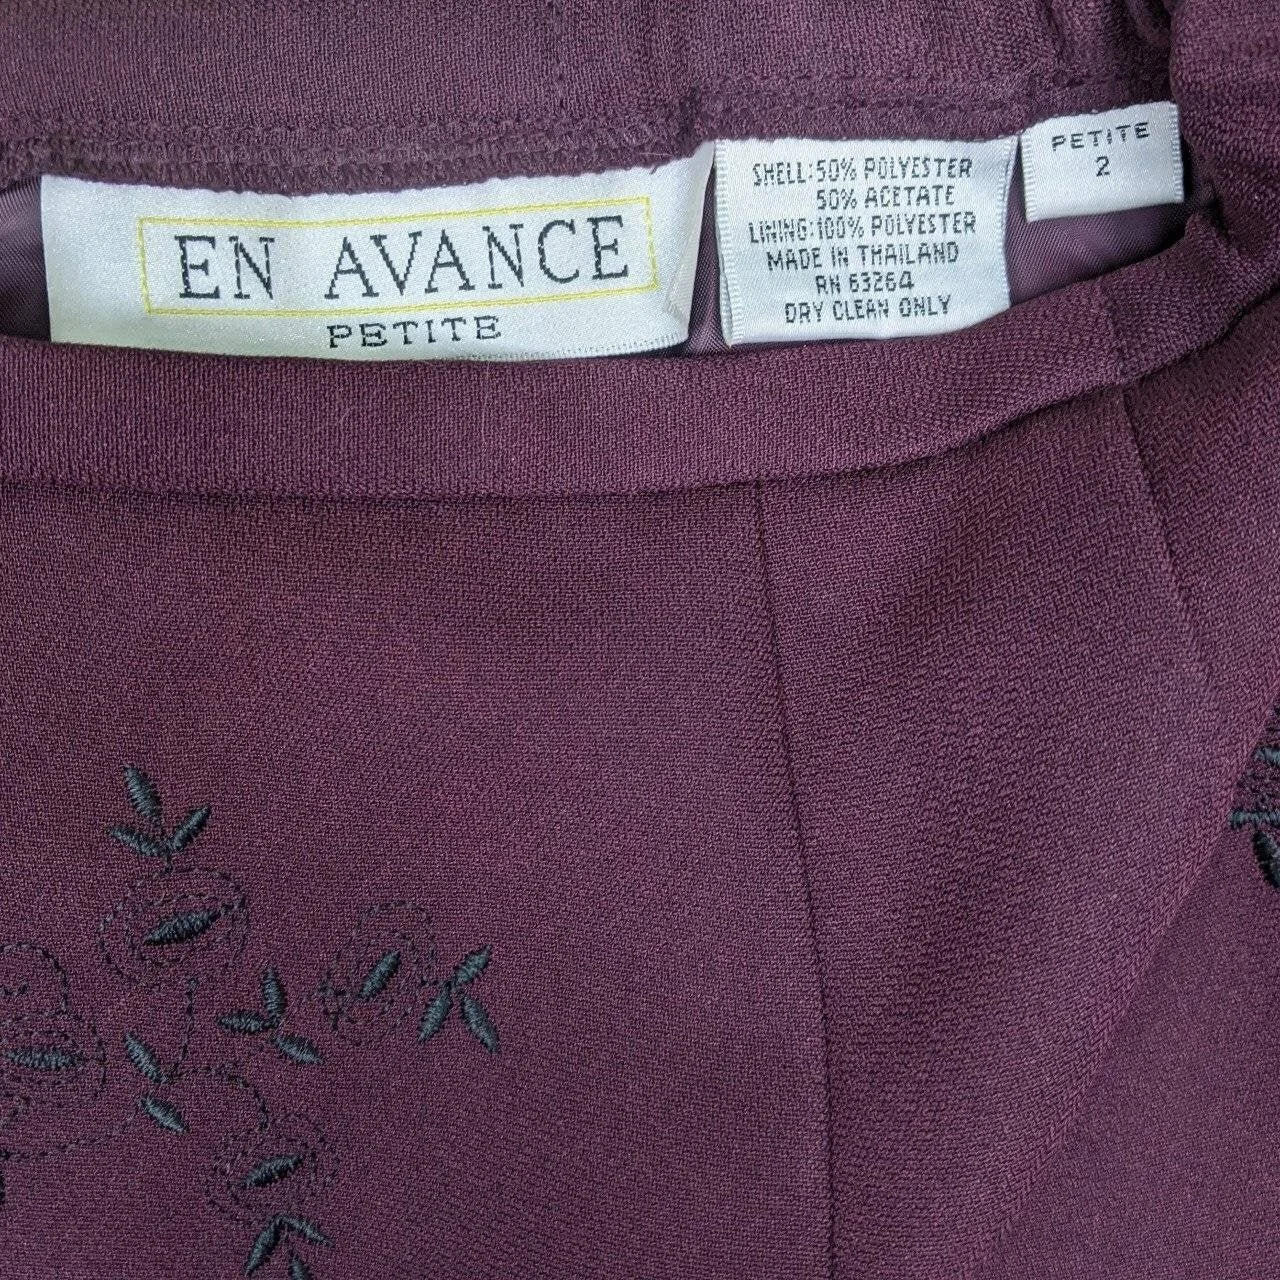 EN AVANCE
PETITE
SHELL:50% POLYESTER
50% ACETATE
LINING:100% POLYESTER
MADE IN THAILAND
RN 63264
DRY CLEAN ONLY
PETITE
2